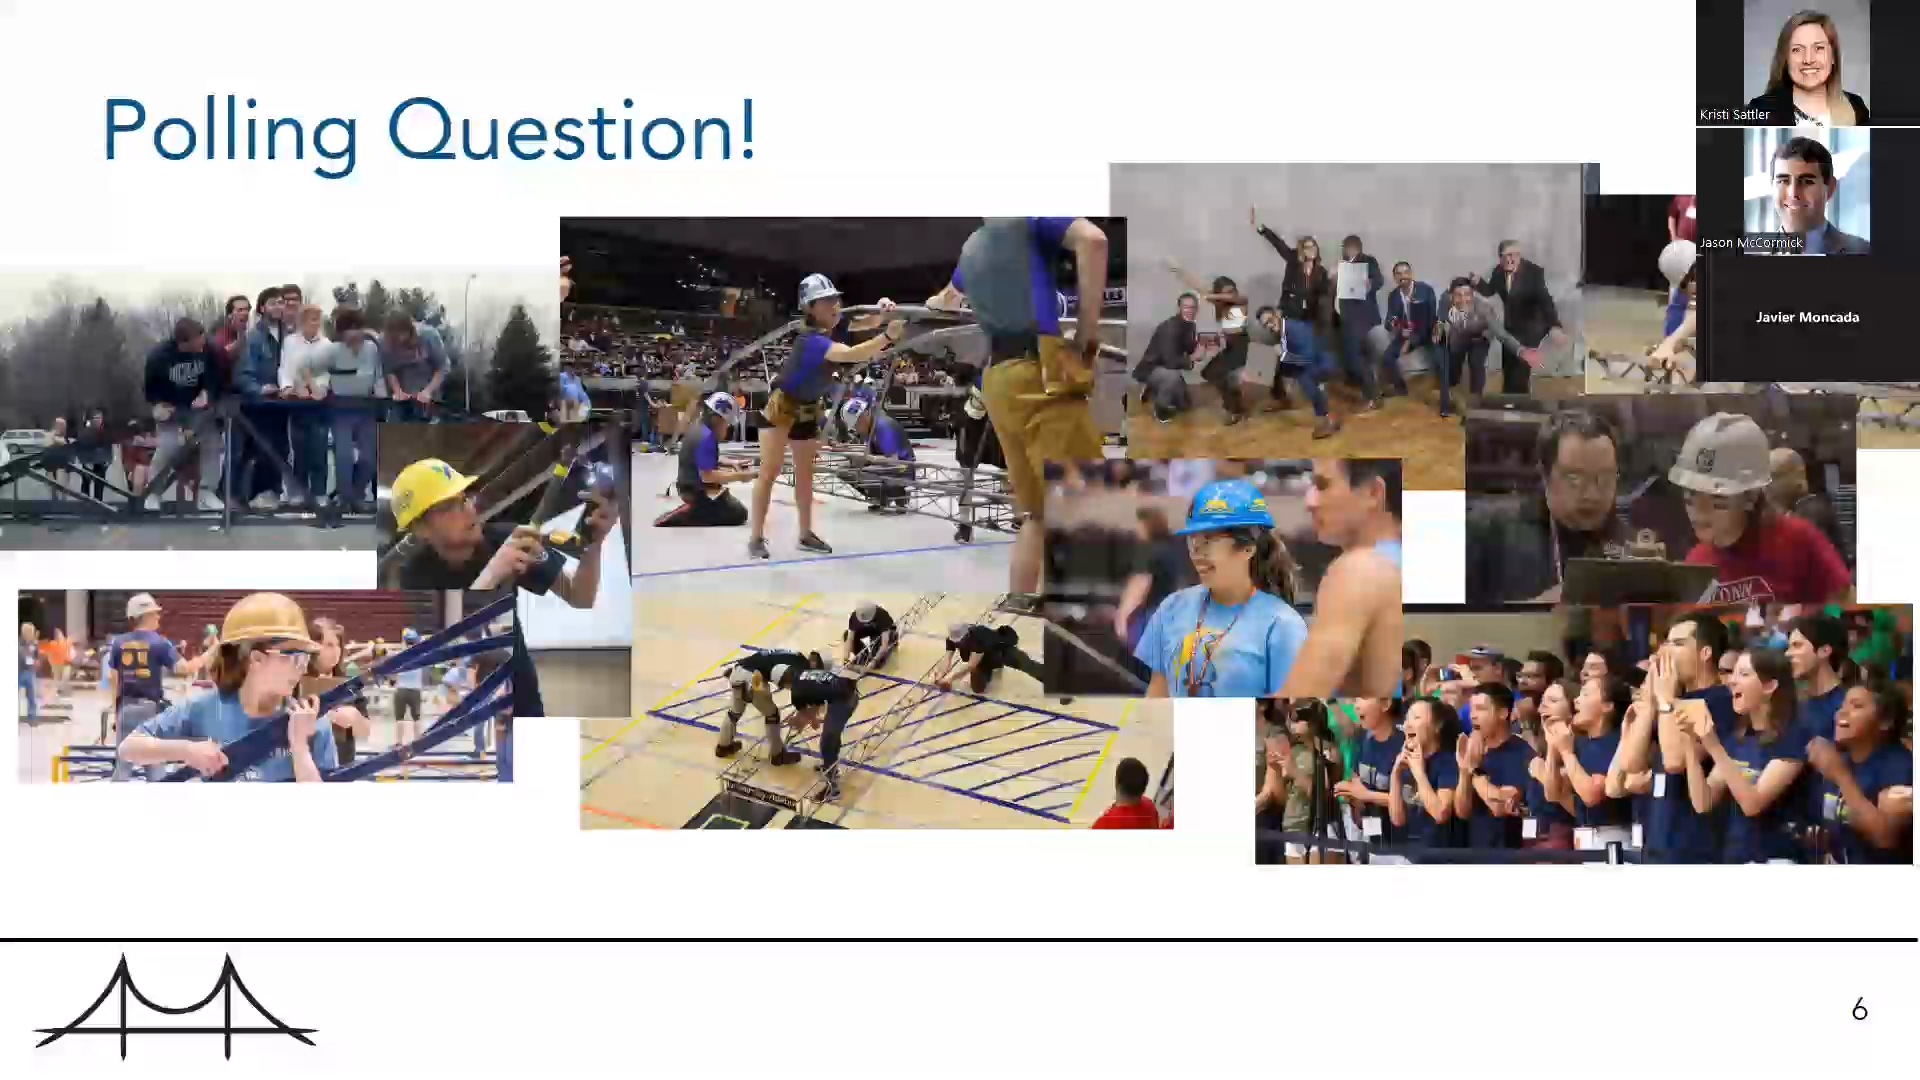 Polling Question!
Kristi Sattler
Jason McCormick
Javier Moncada
6